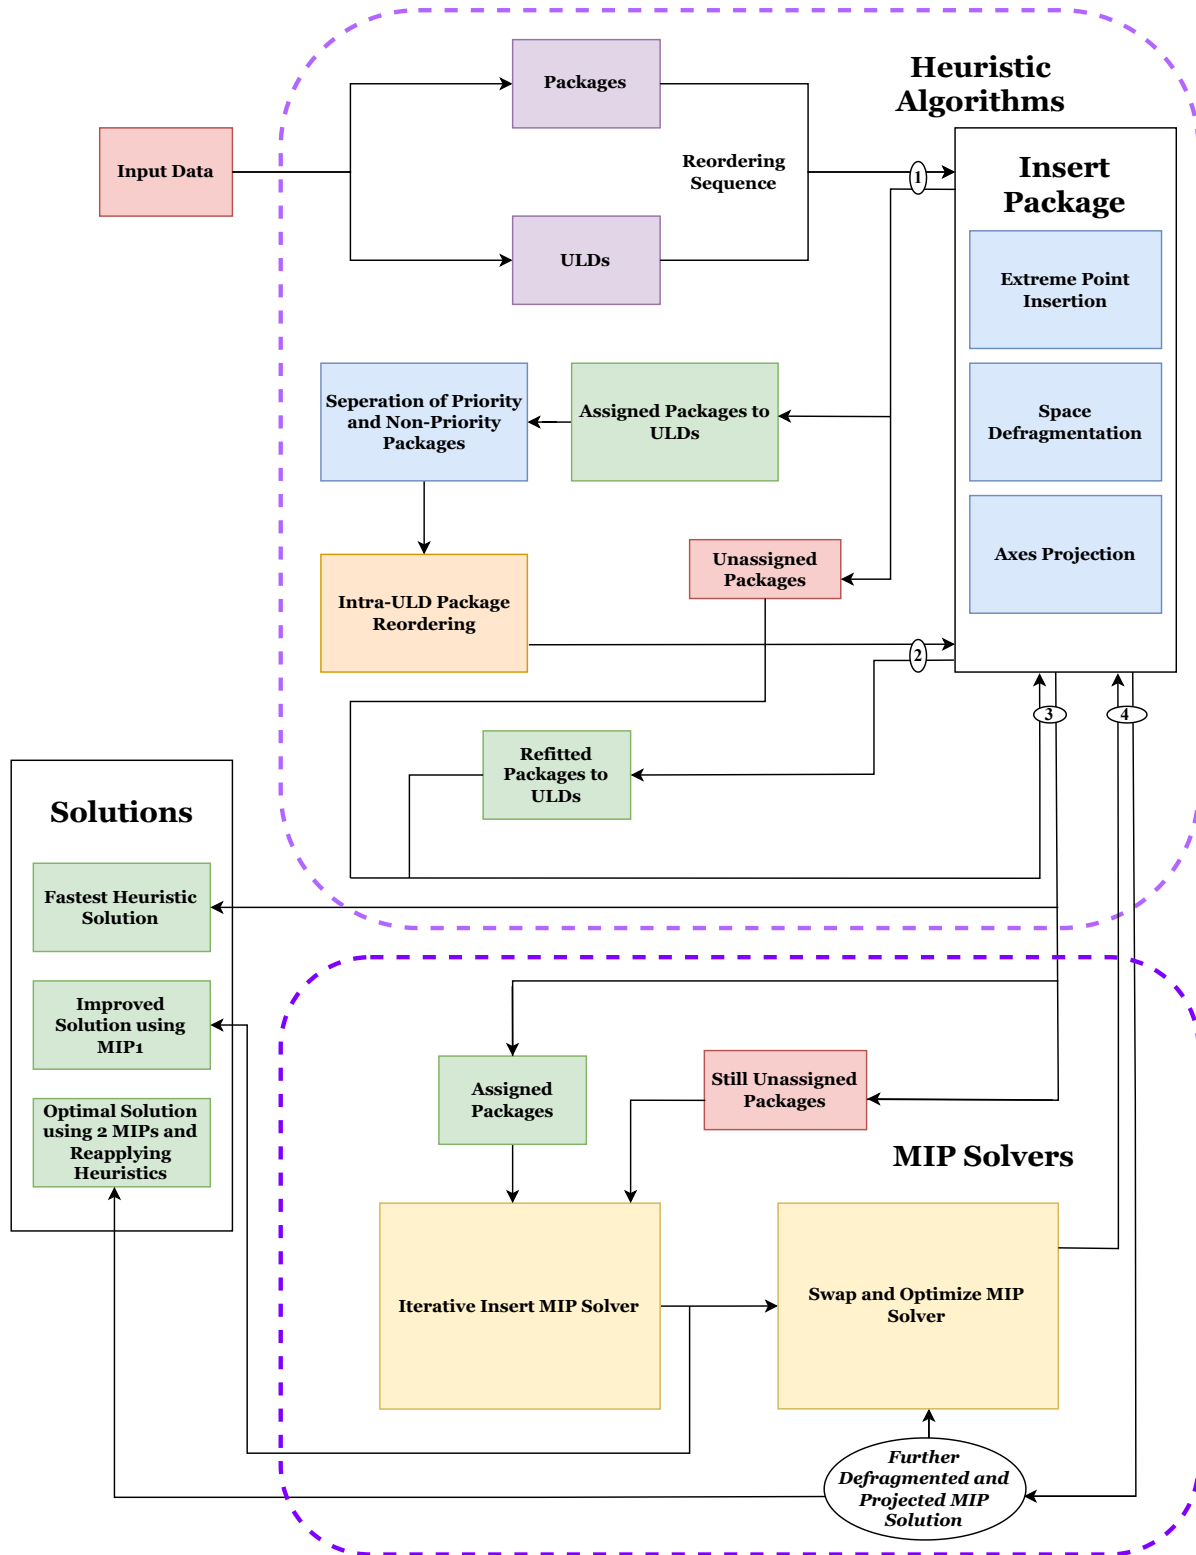 Heuristic
Algorithms
Packages
Input Data
Reordering
Sequence
1
Insert
Package
ULDs
Extreme Point
Insertion
Seperation of Priority
and Non-Priority
Packages
Assigned Packages to
ULDs
Space
Defragmentation
Unassigned
Packages
Axes Projection
Intra-ULD Package
Reordering
2
3
4
Refitted
Packages to
ULDs
Solutions
Fastest Heuristic
Solution
Improved
Solution using
MIP1
Optimal Solution
using 2 MIPs and
Reapplying
Heuristics
Assigned
Packages
Still Unassigned
Packages
MIP Solvers
Iterative Insert MIP Solver
Swap and Optimize MIP
Solver
Further
Defragmented and
Projected MIP
Solution